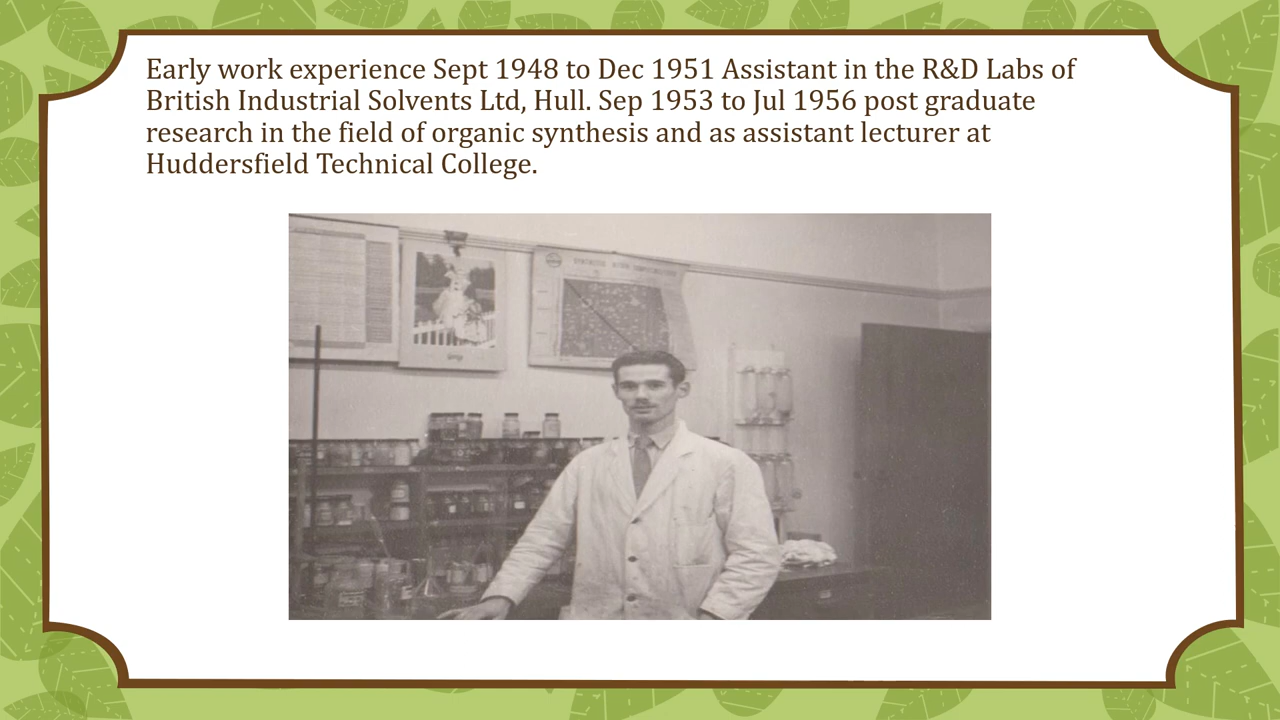 Early work experience Sept 1948 to Dec 1951 Assistant in the R&D Labs of
British Industrial Solvents Ltd, Hull. Sep 1953 to Jul 1956 post graduate
research in the field of organic synthesis and as assistant lecturer at
Huddersfield Technical College.